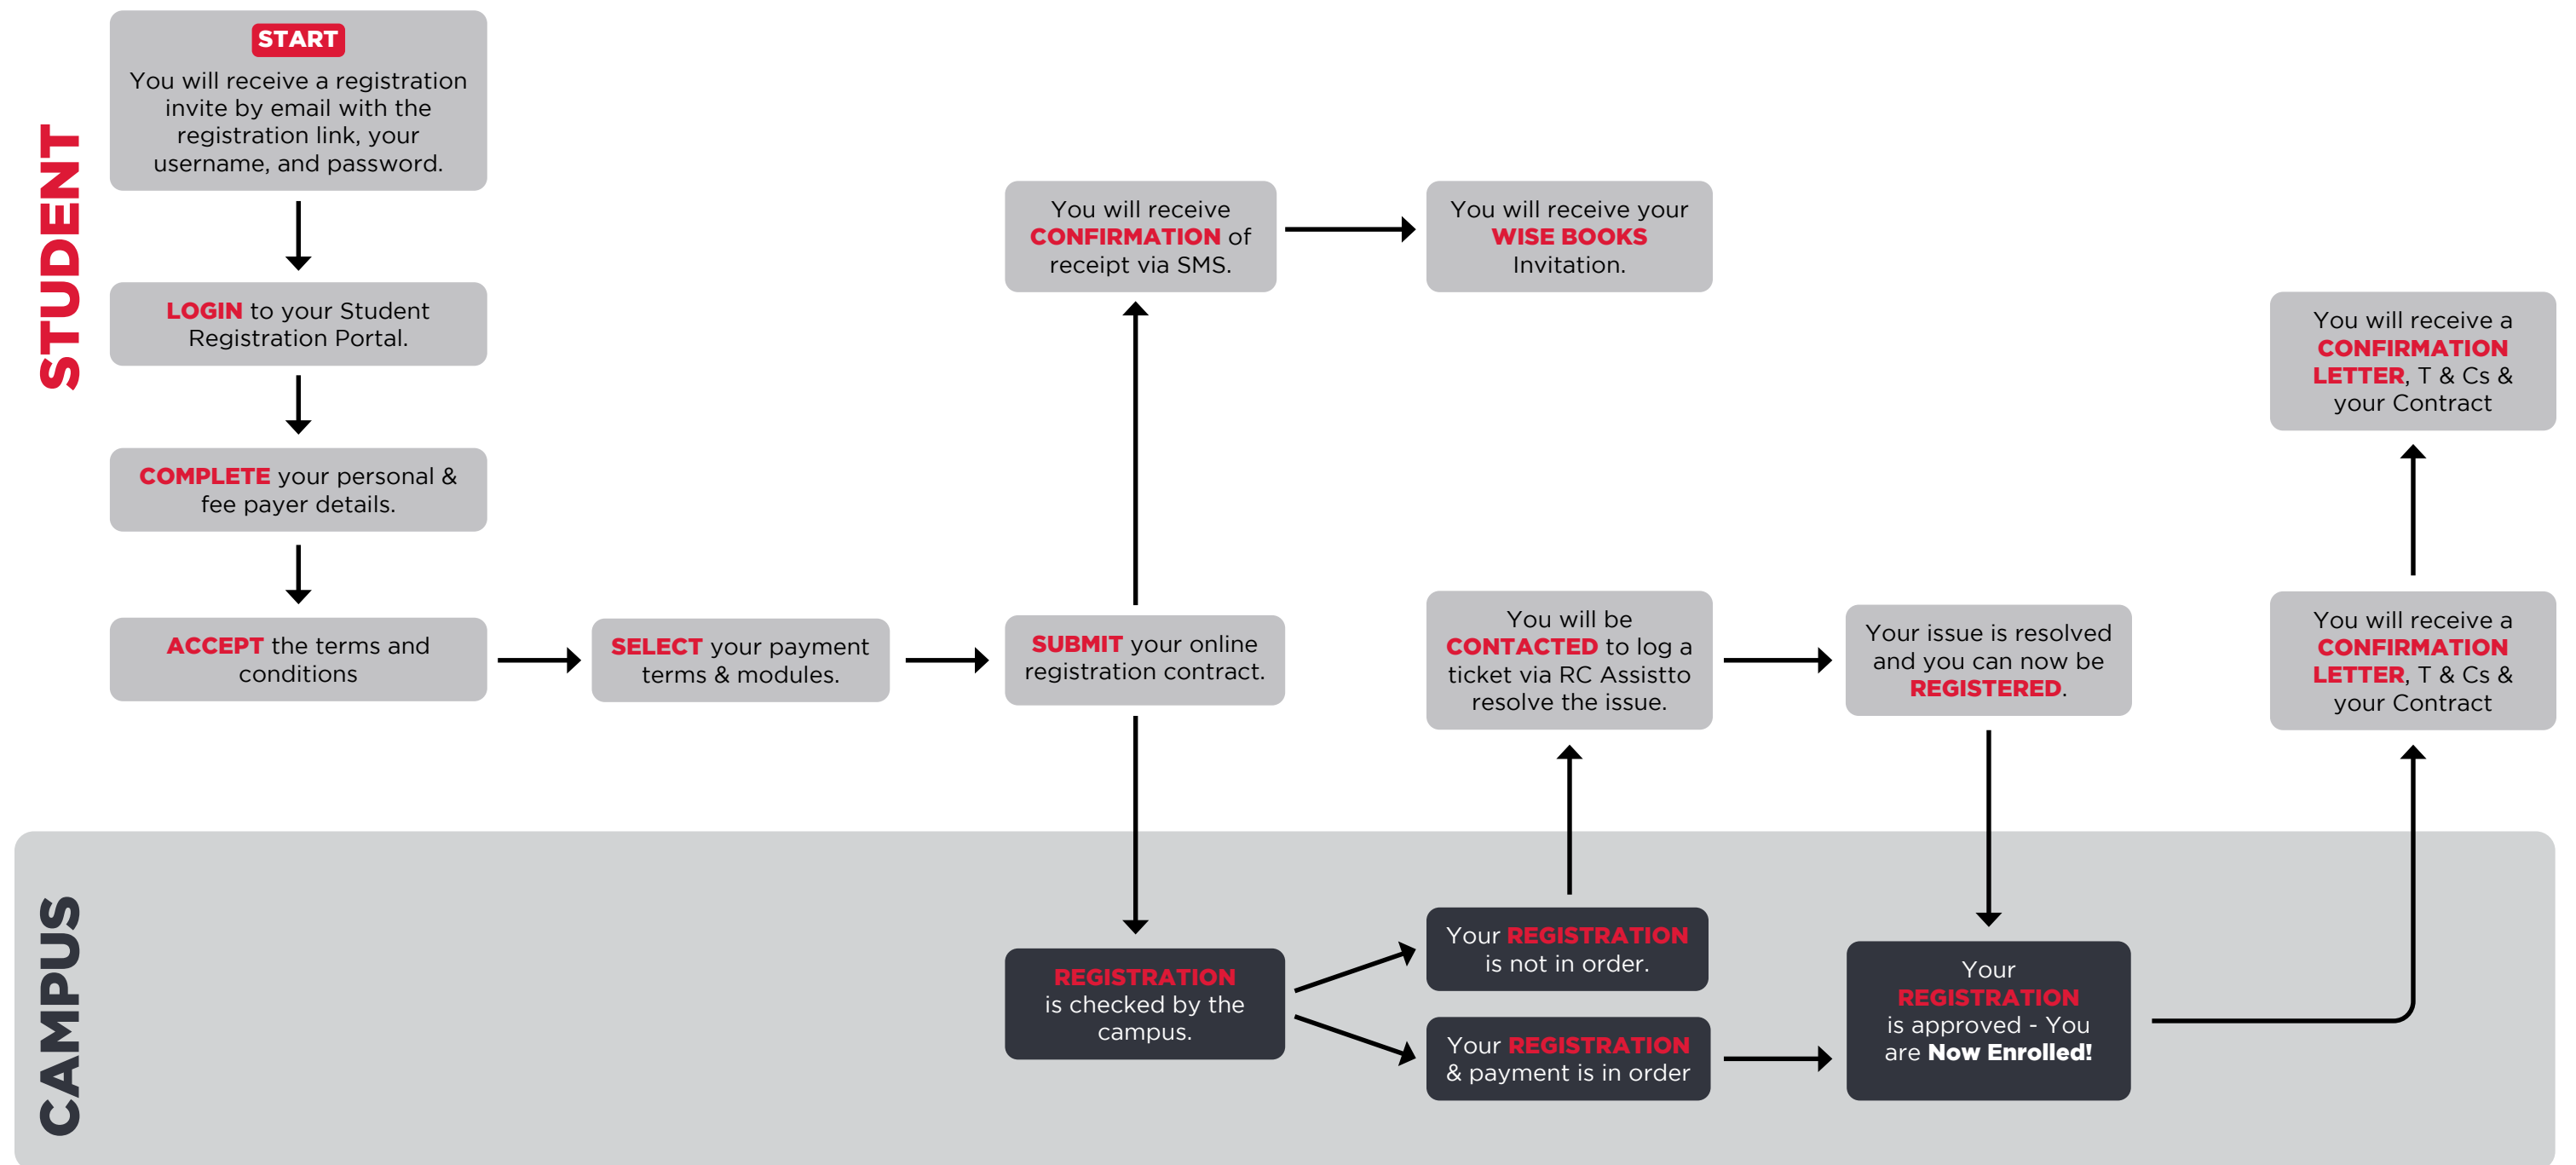 STUDENT
START
You will receive a registration
invite by email with the
registration link, your
username, and password.
LOGIN to your Student
Registration Portal.
COMPLETE your personal &
fee payer details.
ACCEPT the terms and
conditions
SELECT your payment
terms & modules.
SUBMIT your online
registration contract.
You will receive
CONFIRMATION of
receipt via SMS.
You will receive your
WISE BOOKS
Invitation.
You will be
CONTACTED to log a
ticket via RC Assistto
resolve the issue.
Your issue is resolved
and you can now be
REGISTERED.
You will receive a
CONFIRMATION
LETTER, T & Cs &
your Contract
You will receive a
CONFIRMATION
LETTER, T & Cs &
your Contract
CAMPUS
REGISTRATION
is checked by the
campus.
Your REGISTRATION
is not in order.
Your REGISTRATION
& payment is in order
Your
REGISTRATION
is approved - You
are Now Enrolled!